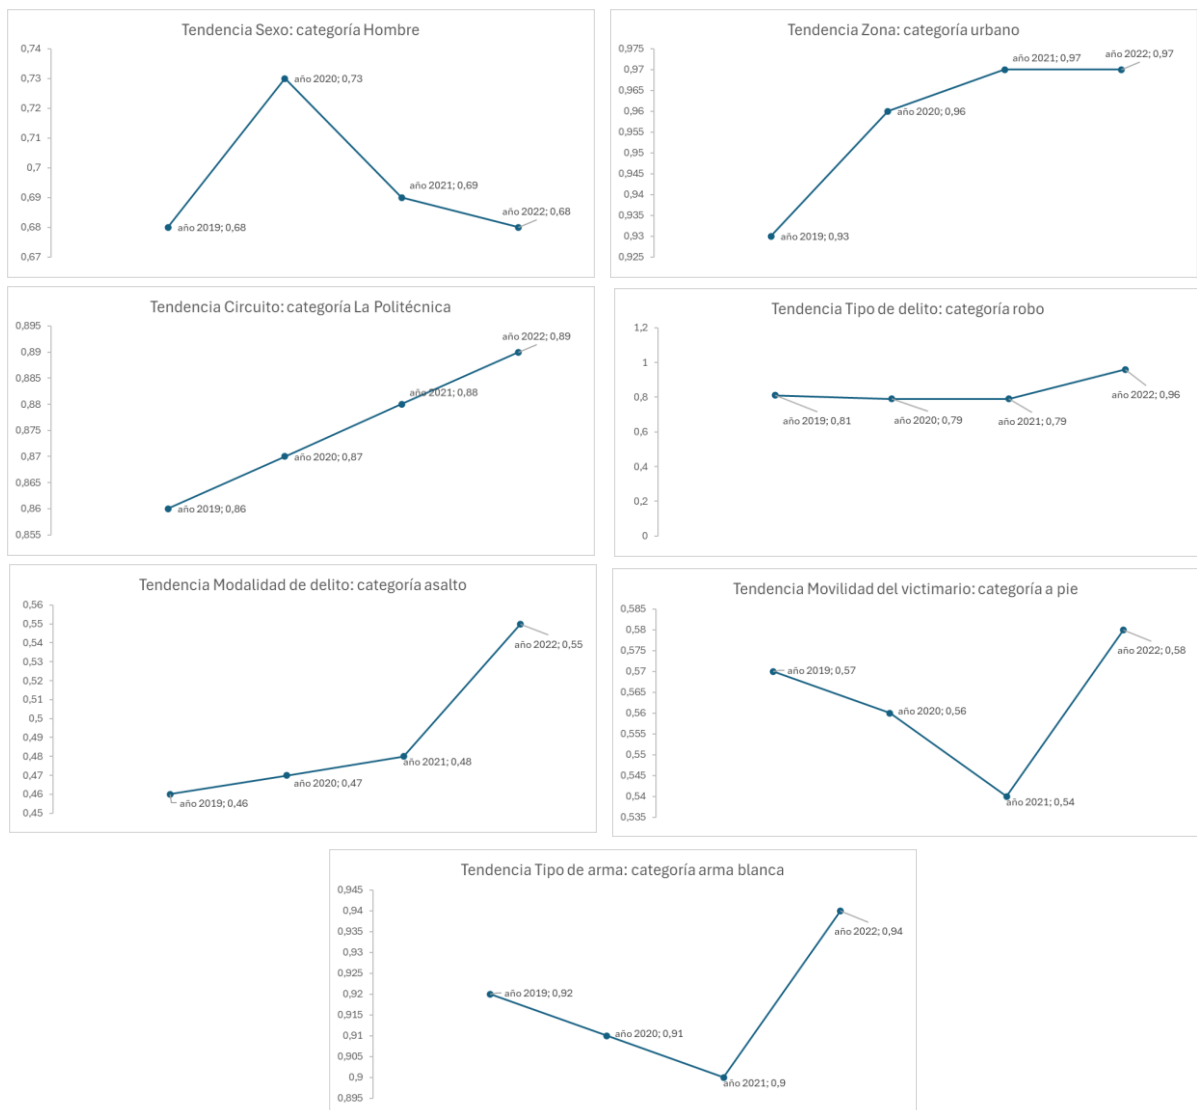 Tendencia Sexo: categoría Hombre
0,74
0,73
0,72
0,71
0,7
0,69
0,68
0,67
año 2019; 0,68
año 2020; 0,73
año 2021; 0,69
año 2022; 0,68
Tendencia Zona: categoría urbano
0,975
0,97
0,965
0,96
0,955
0,95
0,945
0,94
0,935
0,93
0,925
año 2019; 0,93
año 2020; 0,96
año 2021; 0,97
año 2022; 0,97
Tendencia Circuito: categoría La Politécnica
0,895
0,89
0,885
0,88
0,875
0,87
0,865
0,86
0,855
año 2019; 0,86
año 2020; 0,87
año 2021; 0,88
año 2022; 0,89
Tendencia Tipo de delito: categoría robo
1,2
1
0,8
0,6
0,4
0,2
0
año 2019; 0,81
año 2020; 0,79
año 2021; 0,79
año 2022; 0,96
Tendencia Modalidad de delito: categoría asalto
0,56
0,55
0,54
0,53
0,52
0,51
0,5
0,49
0,48
0,47
0,46
0,45
año 2019; 0,46
año 2020; 0,47
año 2021; 0,48
año 2022; 0,55
Tendencia Movilidad del victimario: categoría a pie
0,585
0,58
0,575
0,57
0,565
0,56
0,555
0,55
0,545
0,54
0,535
año 2019; 0,57
año 2020; 0,56
año 2021; 0,54
año 2022; 0,58
Tendencia Tipo de arma: categoría arma blanca
0,945
0,94
0,935
0,93
0,925
0,92
0,915
0,91
0,905
0,9
0,895
año 2019; 0,92
año 2020; 0,91
año 2021; 0,9
año 2022; 0,94